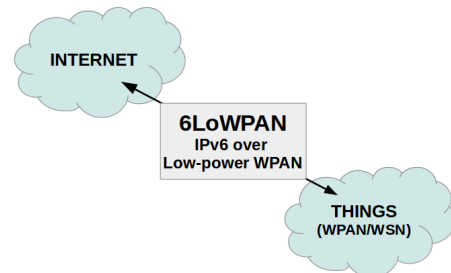 INTERNET
6LoWPAN
IPv6 over
Low-power WPAN
THINGS
(WPAN/WSN)